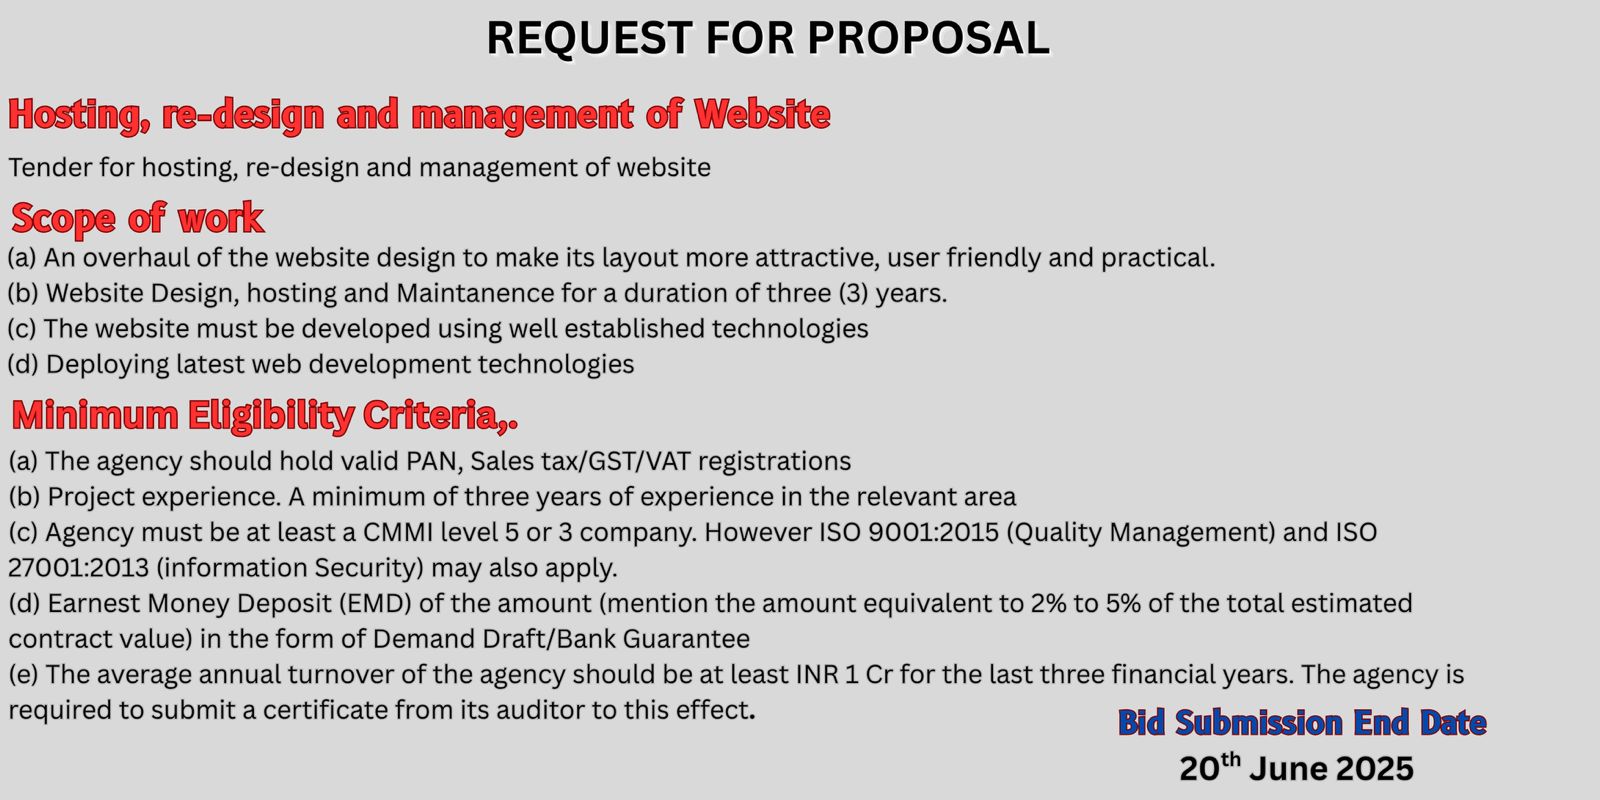 REQUEST FOR PROPOSAL
Hosting, re-design and management of Website
Tender for hosting, re-design and management of website
Scope of work
(a) An overhaul of the website design to make its layout more attractive, user friendly and practical.
(b) Website Design, hosting and Maintanence for a duration of three (3) years.
(c) The website must be developed using well established technologies
(d) Deploying latest web development technologies
Minimum Eligibility Criteria,.
(a) The agency should hold valid PAN, Sales tax/GST/VAT registrations
(b) Project experience. A minimum of three years of experience in the relevant area
(c) Agency must be at least a CMMI level 5 or 3 company. However ISO 9001:2015 (Quality Management) and ISO
27001:2013 (information Security) may also apply.
(d) Earnest Money Deposit (EMD) of the amount (mention the amount equivalent to 2% to 5% of the total estimated
contract value) in the form of Demand Draft/Bank Guarantee
(e) The average annual turnover of the agency should be at least INR 1 Cr for the last three financial years. The agency is
required to submit a certificate from its auditor to this effect.
Bid Submission End Date
20th June 2025